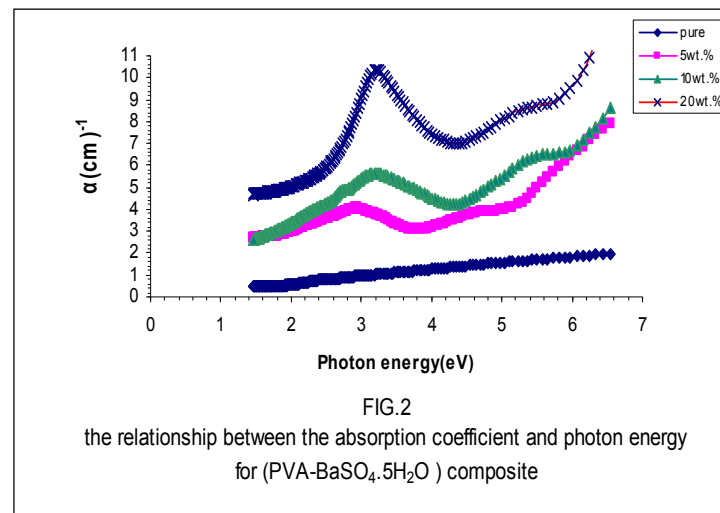 11
10
9
8
7
6
5
4
3
2
1
0
α (cm)⁻¹
0 1 2 3 4 5 6 7
Photon energy(eV)
pure
5wt.%
10wt.%
20wt.%
FIG.2
the relationship between the absorption coefficient and photon energy
for (PVA-BaSO₄.5H₂O ) composite